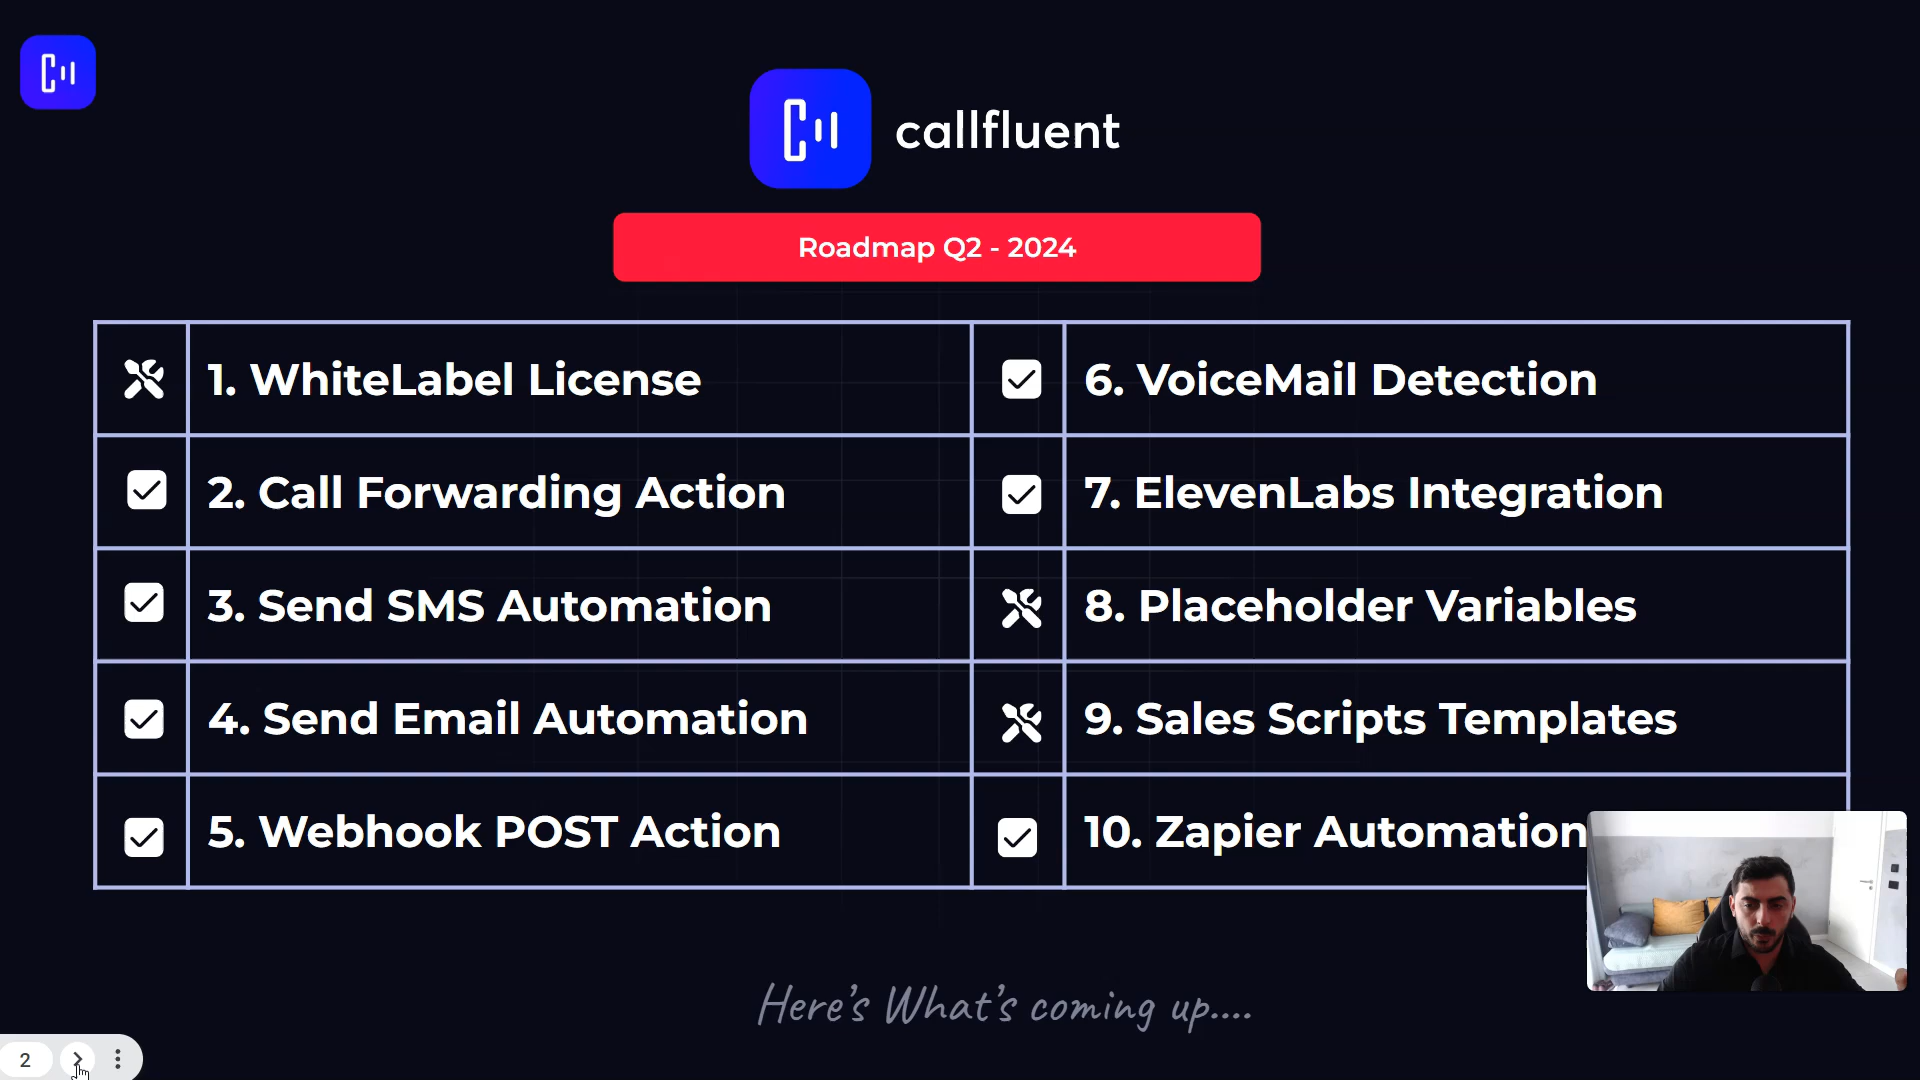 callfluent
Roadmap Q2 - 2024
1. WhiteLabel License
6. VoiceMail Detection
2. Call Forwarding Action
7. ElevenLabs Integration
3. Send SMS Automation
8. Placeholder Variables
4. Send Email Automation
9. Sales Scripts Templates
5. Webhook POST Action
10. Zapier Automation
Here's What's coming up....
2